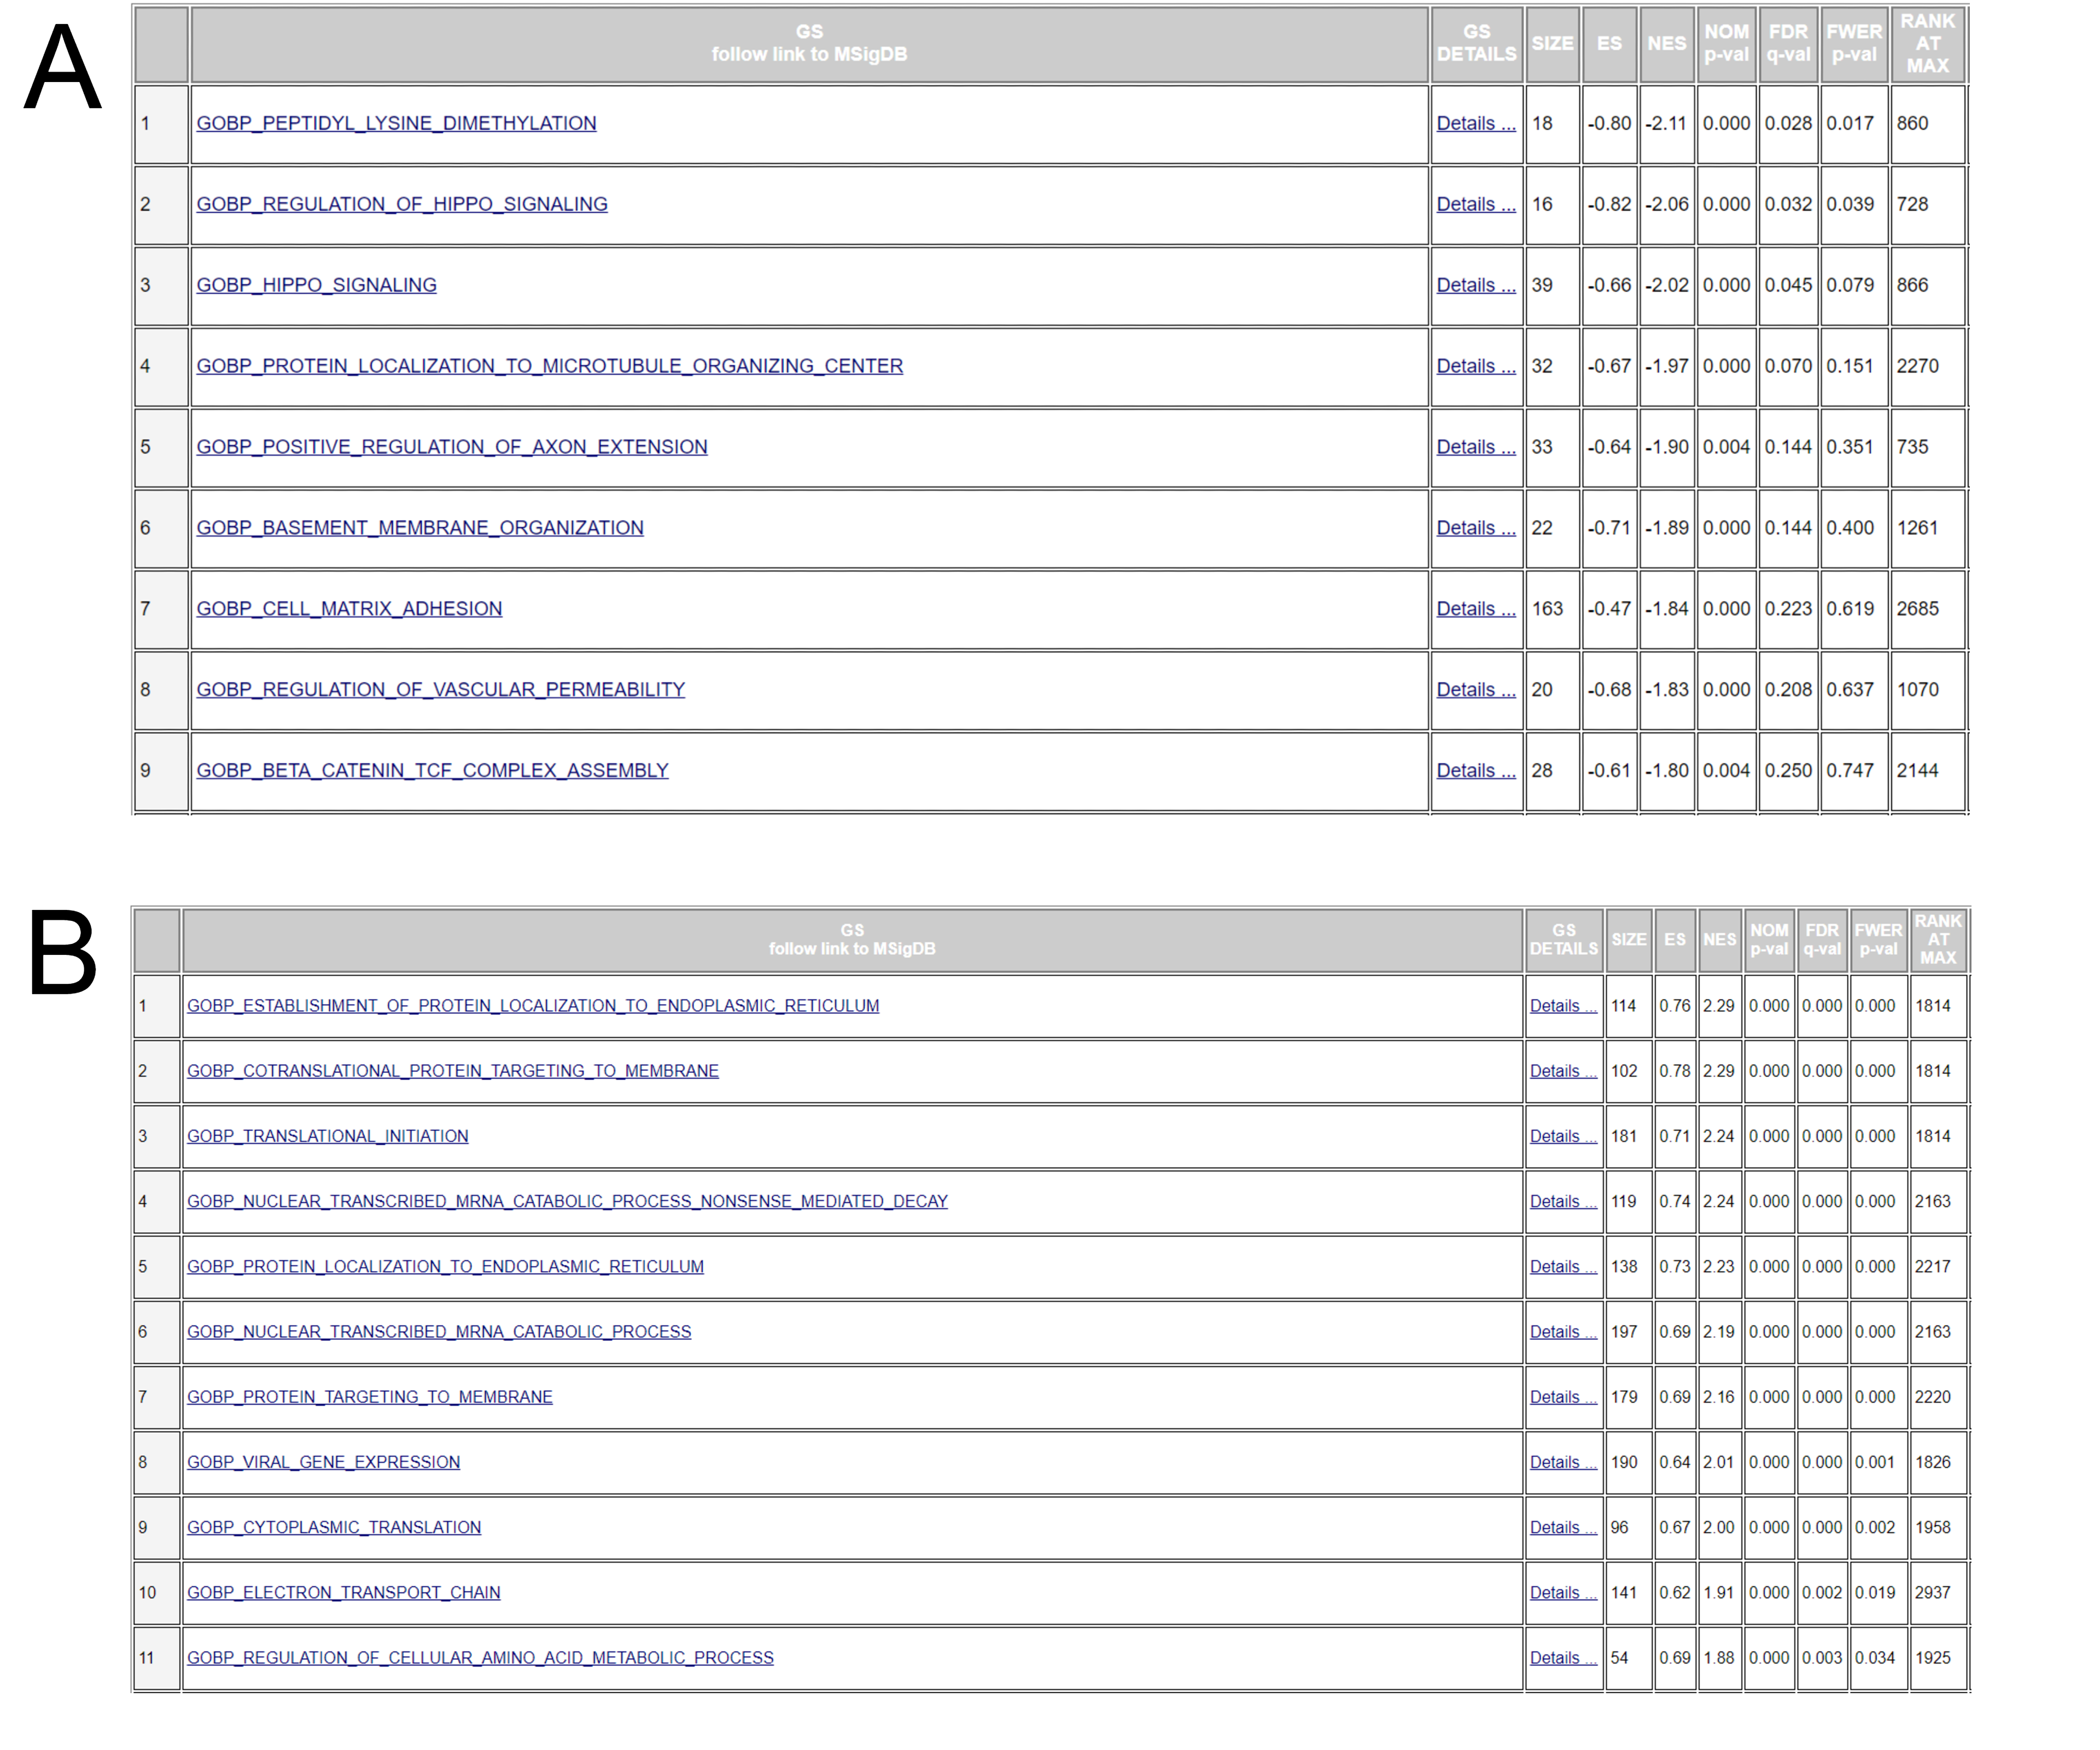 A
GS follow link to MSigDB GS DETAILS SIZE ES NES NOM p-val FDR q-val FWER p-val RANK AT MAX
1 GOBP_PEPTIDYL_LYSINE_DIMETHYLATION Details ... 18 -0.80 -2.11 0.000 0.028 0.017 860
2 GOBP_REGULATION_OF_HIPPO_SIGNALING Details ... 16 -0.82 -2.06 0.000 0.032 0.039 728
3 GOBP_HIPPO_SIGNALING Details ... 39 -0.66 -2.02 0.000 0.045 0.079 866
4 GOBP_PROTEIN_LOCALIZATION_TO_MICROTUBULE_ORGANIZING_CENTER Details ... 32 -0.67 -1.97 0.000 0.070 0.151 2270
5 GOBP_POSITIVE_REGULATION_OF_AXON_EXTENSION Details ... 33 -0.64 -1.90 0.004 0.144 0.351 735
6 GOBP_BASEMENT_MEMBRANE_ORGANIZATION Details ... 22 -0.71 -1.89 0.000 0.144 0.400 1261
7 GOBP_CELL_MATRIX_ADHESION Details ... 163 -0.47 -1.84 0.000 0.223 0.619 2685
8 GOBP_REGULATION_OF_VASCULAR_PERMEABILITY Details ... 20 -0.68 -1.83 0.000 0.208 0.637 1070
9 GOBP_BETA_CATENIN_TCF_COMPLEX_ASSEMBLY Details ... 28 -0.61 -1.80 0.004 0.250 0.747 2144
B
GS follow link to MSigDB GS DETAILS SIZE ES NES NOM p-val FDR q-val FWER p-val RANK AT MAX
1 GOBP_ESTABLISHMENT_OF_PROTEIN_LOCALIZATION_TO_ENDOPLASMIC_RETICULUM Details ... 114 0.76 2.29 0.000 0.000 0.000 1814
2 GOBP_COTRANSLATIONAL_PROTEIN_TARGETING_TO_MEMBRANE Details ... 102 0.78 2.29 0.000 0.000 0.000 1814
3 GOBP_TRANSLATIONAL_INITIATION Details ... 181 0.71 2.24 0.000 0.000 0.000 1814
4 GOBP_NUCLEAR_TRANSCRIBED_MRNA_CATABOLIC_PROCESS_NONSENSE_MEDIATED_DECAY Details ... 119 0.74 2.24 0.000 0.000 0.000 2163
5 GOBP_PROTEIN_LOCALIZATION_TO_ENDOPLASMIC_RETICULUM Details ... 138 0.73 2.23 0.000 0.000 0.000 2217
6 GOBP_NUCLEAR_TRANSCRIBED_MRNA_CATABOLIC_PROCESS Details ... 197 0.69 2.19 0.000 0.000 0.000 2163
7 GOBP_PROTEIN_TARGETING_TO_MEMBRANE Details ... 179 0.69 2.16 0.000 0.000 0.000 2220
8 GOBP_VIRAL_GENE_EXPRESSION Details ... 190 0.64 2.01 0.000 0.000 0.001 1826
9 GOBP_CYTOPLASMIC_TRANSLATION Details ... 96 0.67 2.00 0.000 0.000 0.002 1958
10 GOBP_ELECTRON_TRANSPORT_CHAIN Details ... 141 0.62 1.91 0.000 0.002 0.019 2937
11 GOBP_REGULATION_OF_CELLULAR_AMINO_ACID_METABOLIC_PROCESS Details ... 54 0.69 1.88 0.000 0.003 0.034 1925